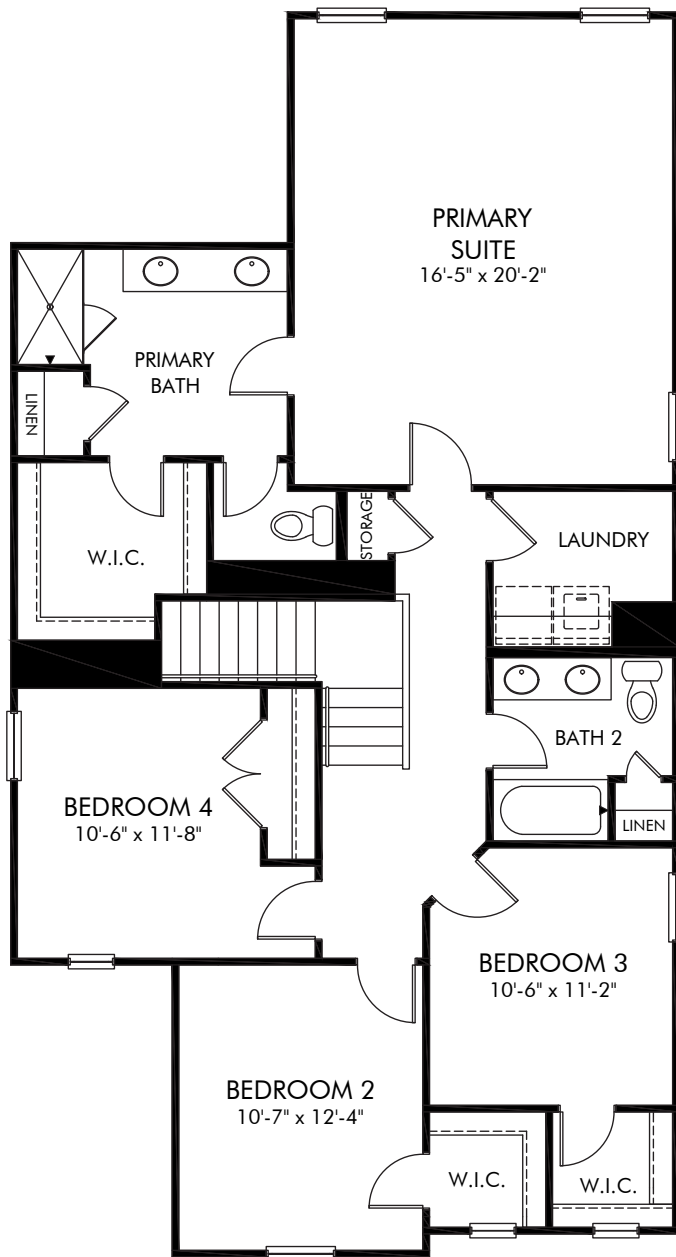 PRIMARY
SUITE
16'-5" x 20'-2"
PRIMARY
BATH
LINEN
STORAGE
LAUNDRY
W.I.C.
BATH 2
BEDROOM 4
10'-6" x 11'-8"
LINEN
BEDROOM 3
10'-6" x 11'-2"
BEDROOM 2
10'-7" x 12'-4"
W.I.C.
W.I.C.